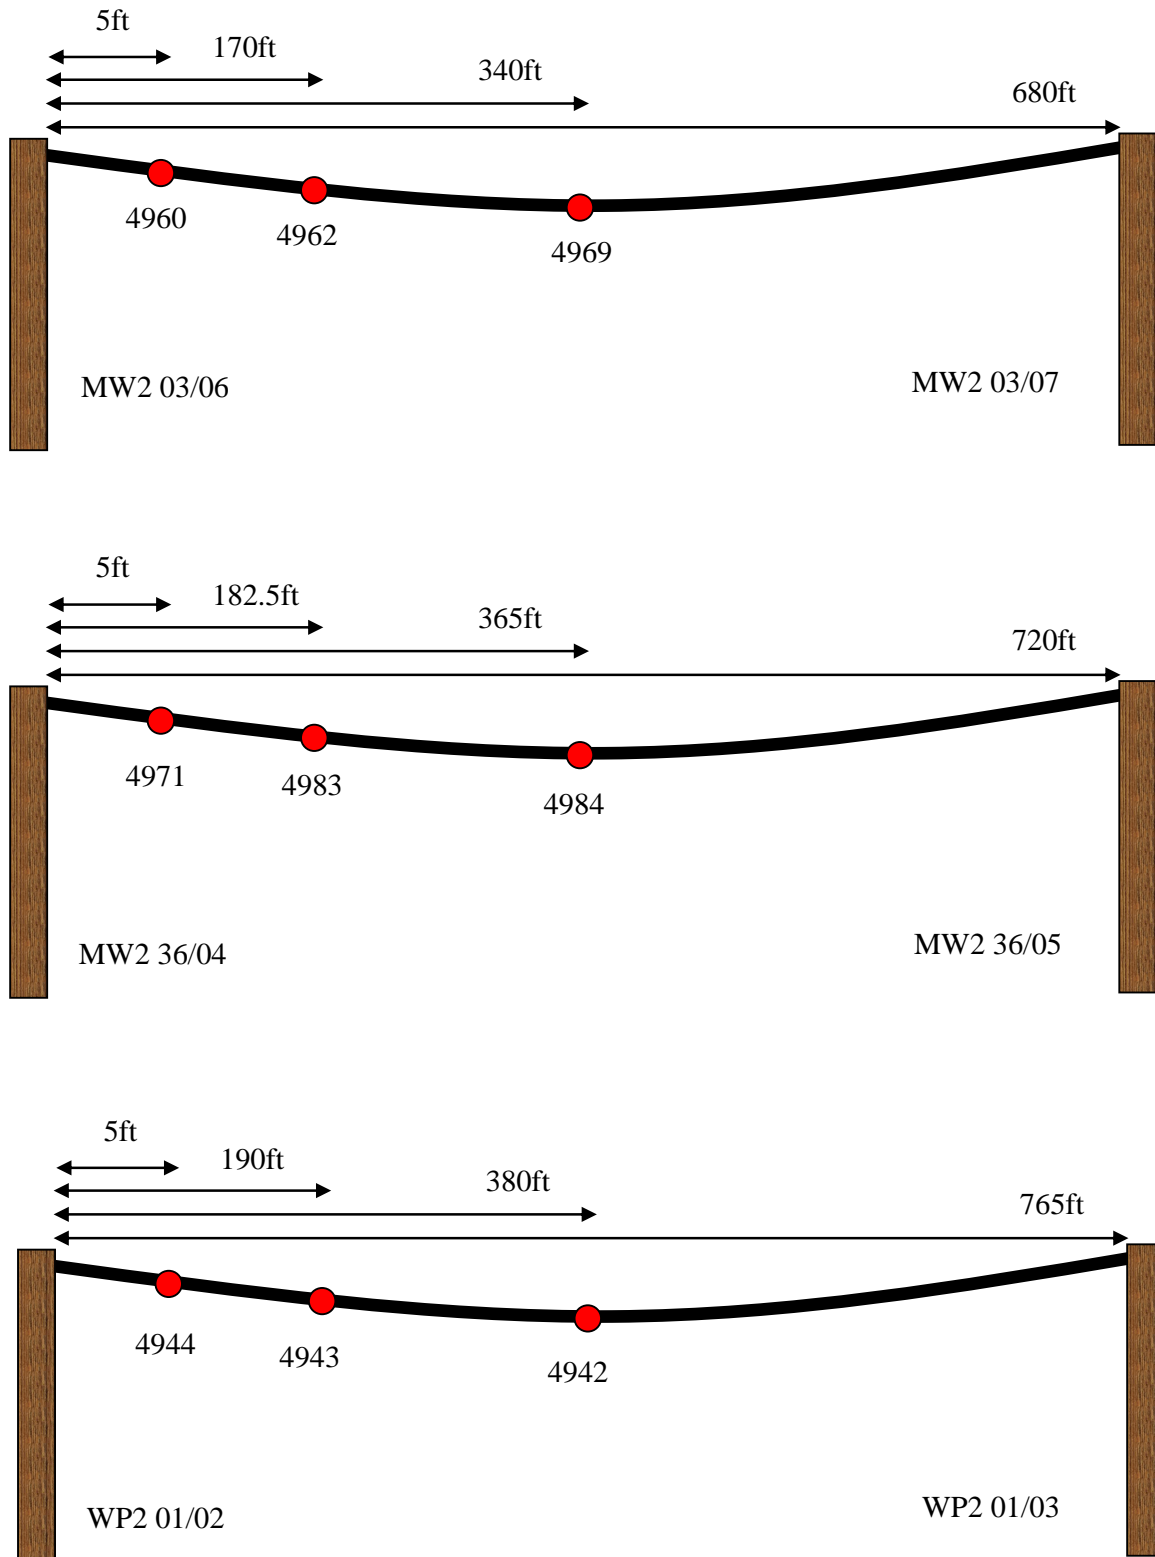 5ft
170ft
340ft
680ft
4960
4962
4969
MW2 03/06
MW2 03/07
5ft
182.5ft
365ft
720ft
4971
4983
4984
MW2 36/04
MW2 36/05
5ft
190ft
380ft
765ft
4944
4943
4942
WP2 01/02
WP2 01/03